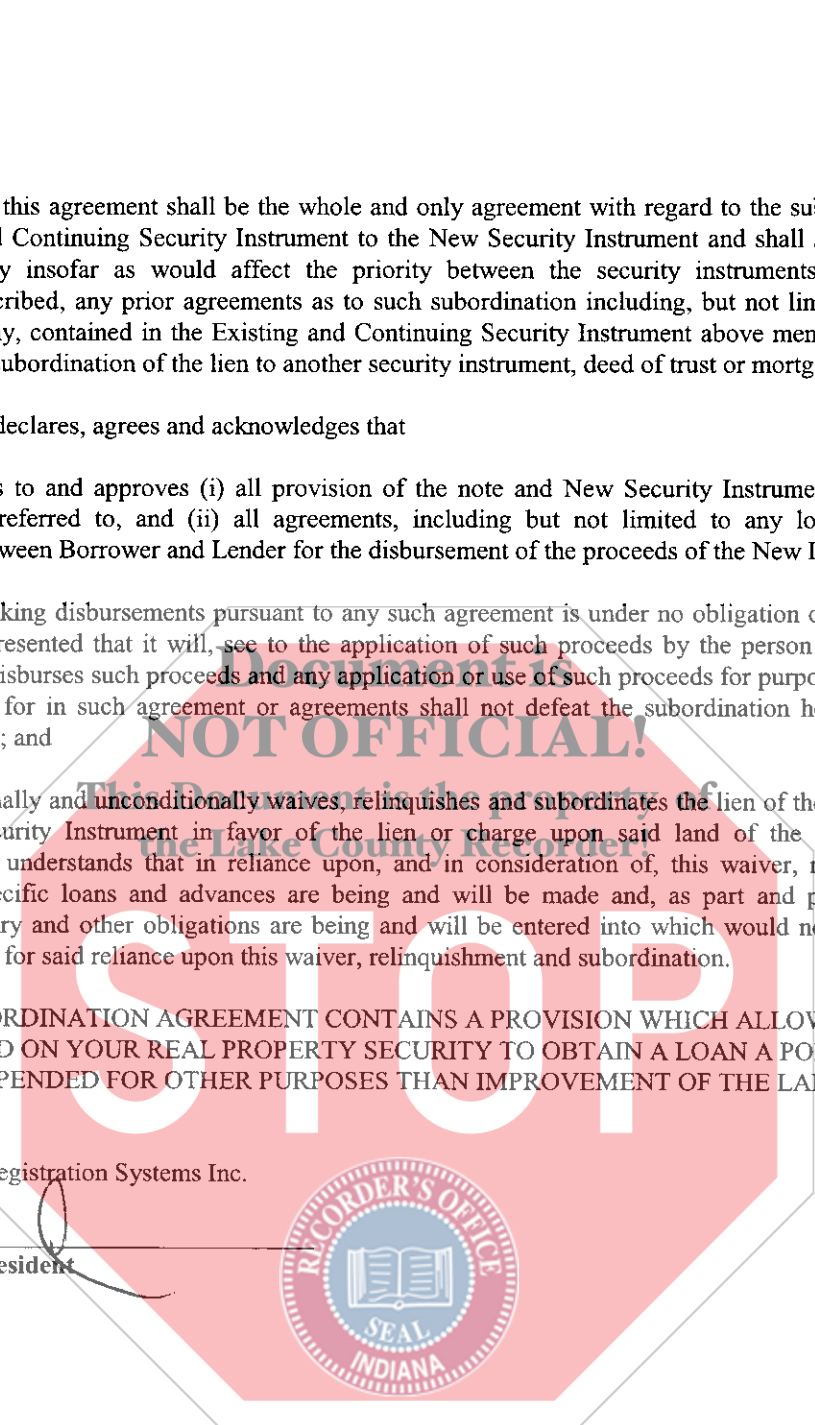 this agreement shall be the whole and only agreement with regard to the su
Continuing Security Instrument to the New Security Instrument and shall
y insofar as would affect the priority between the security instruments
cribed, any prior agreements as to such subordination including, but not lim
y, contained in the Existing and Continuing Security Instrument above men
ubordination of the lien to another security instrument, deed of trust or mortg
declares, agrees and acknowledges that
s to and approves (i) all provision of the note and New Security Instrume
referred to, and (ii) all agreements, including but not limited to any lo
ween Borrower and Lender for the disbursement of the proceeds of the New
king disbursements pursuant to any such agreement is under no obligation
resented that it will, see to the application of such proceeds by the person
Document is
isburses such proceeds and any application or use of such proceeds for purpo
for in such agreement or agreements shall not defeat the subordination h
NOT OFFICIAL!
; and
This Document is the property of
ally and unconditionally waives, relinquishes and subordinates the lien of th
urity Instrument in favor of the lien or charge upon said land of the
the Lake County Recorder!
understands that in reliance upon, and in consideration of, this waiver,
cific loans and advances are being and will be made and, as part and p
ry and other obligations are being and will be entered into which would n
for said reliance upon this waiver, relinquishment and subordination.
STOP
ORDINATION AGREEMENT CONTAINS A PROVISION WHICH ALLOW
D ON YOUR REAL PROPERTY SECURITY TO OBTAIN A LOAN A PO
PENDED FOR OTHER PURPOSES THAN IMPROVEMENT OF THE LA
egistration Systems Inc.
esident
RECORDER'S OFFICE
SEAL
INDIANA